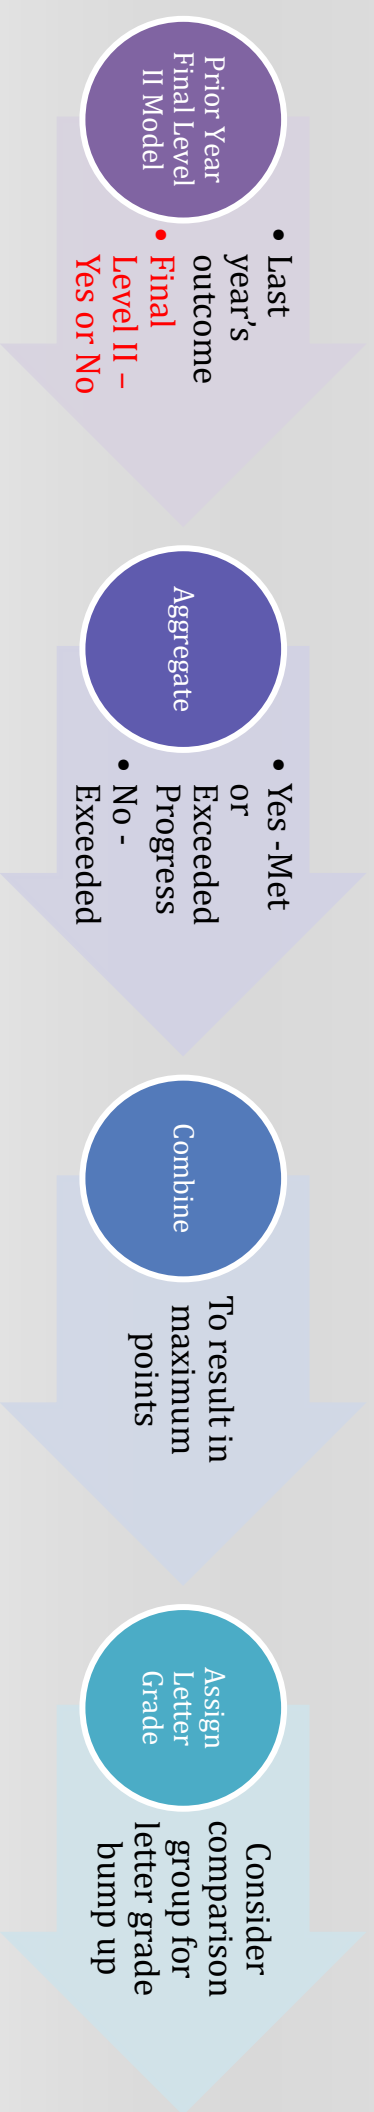 Prior Year
Final Level
II Model
• Last
year’s
outcome
• Final
Level II –
Yes or No
Aggregate
• Yes -Met
or
Exceeded
Progress
• No -
Exceeded
Combine
To result in
maximum
points
Assign
Letter
Grade
Consider
comparison
group for
letter grade
bump up